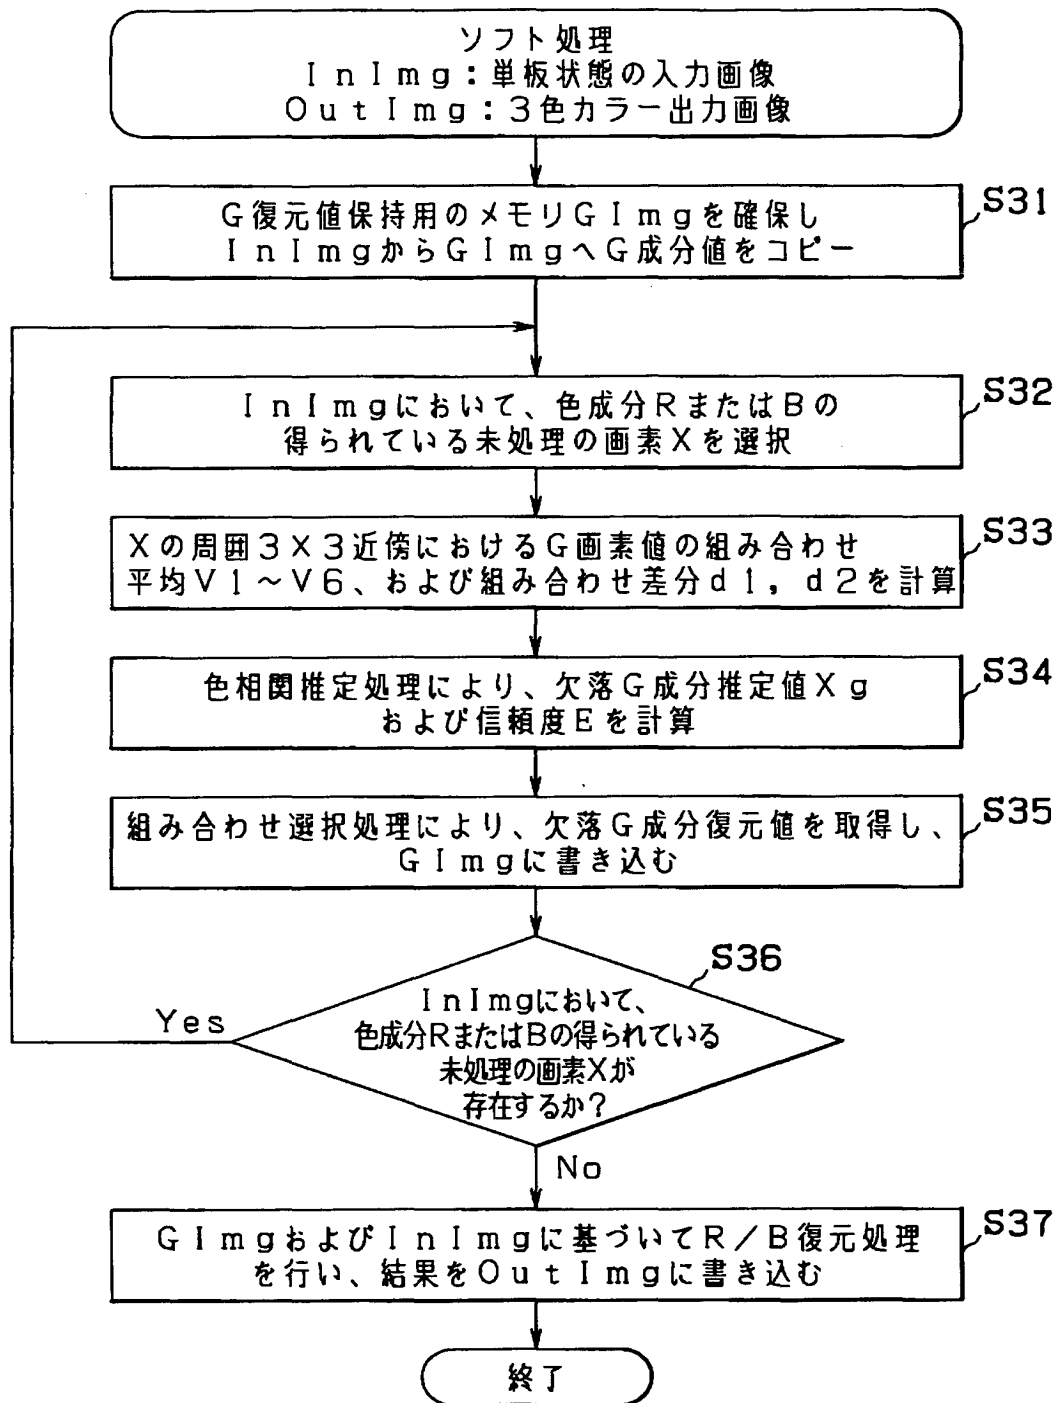 ソフト処理
InImg：単板状態の入力画像
OutImg：3色カラー出力画像
S31
G復元値保持用のメモリGImgを確保し
InImgからGImgへG成分値をコピー
S32
InImgにおいて、色成分RまたはBの
得られている未処理の画素Xを選択
S33
Xの周囲3×3近傍におけるG画素値の組み合わせ
平均V1～V6、および組み合わせ差分d1，d2を計算
S34
色相関推定処理により、欠落G成分推定値Xg
および信頼度Eを計算
S35
組み合わせ選択処理により、欠落G成分復元値を取得し、
GImgに書き込む
S36
InImgにおいて、
色成分RまたはBの得られている
未処理の画素Xが
存在するか？
Yes
No
S37
GImgおよびInImgに基づいてR／B復元処理
を行い、結果をOutImgに書き込む
終了